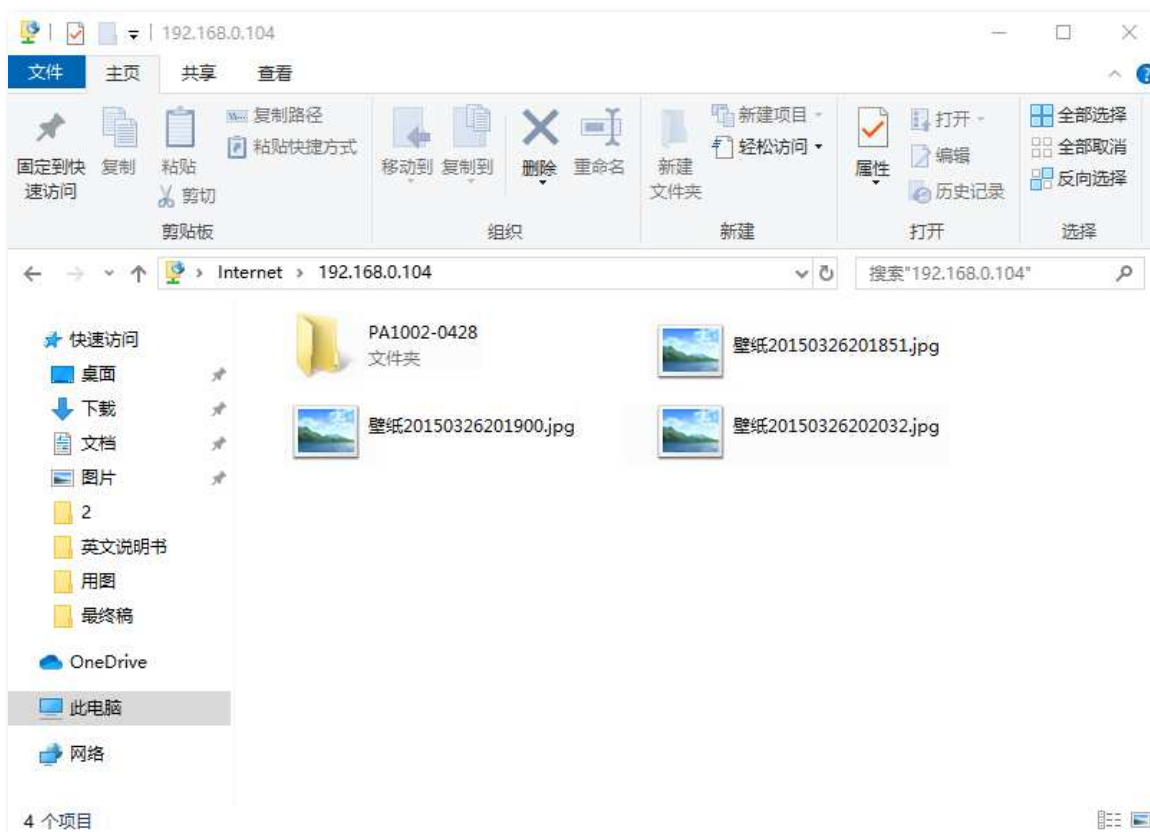 192.168.0.104
文件 主页 共享 查看
固定到快速访问
复制
粘贴
复制路径
粘贴快捷方式
剪切
剪贴板
移动到
复制到
删除
重命名
组织
新建文件夹
新建项目
轻松访问
新建
属性
打开
编辑
历史记录
打开
全部选择
全部取消
反向选择
选择
Internet > 192.168.0.104
搜索"192.168.0.104"
快速访问
桌面
下载
文档
图片
2
英文说明书
用图
最终稿
OneDrive
此电脑
网络
PA1002-0428
文件夹
壁纸20150326201851.jpg
壁纸20150326201900.jpg
壁纸20150326202032.jpg
4 个项目